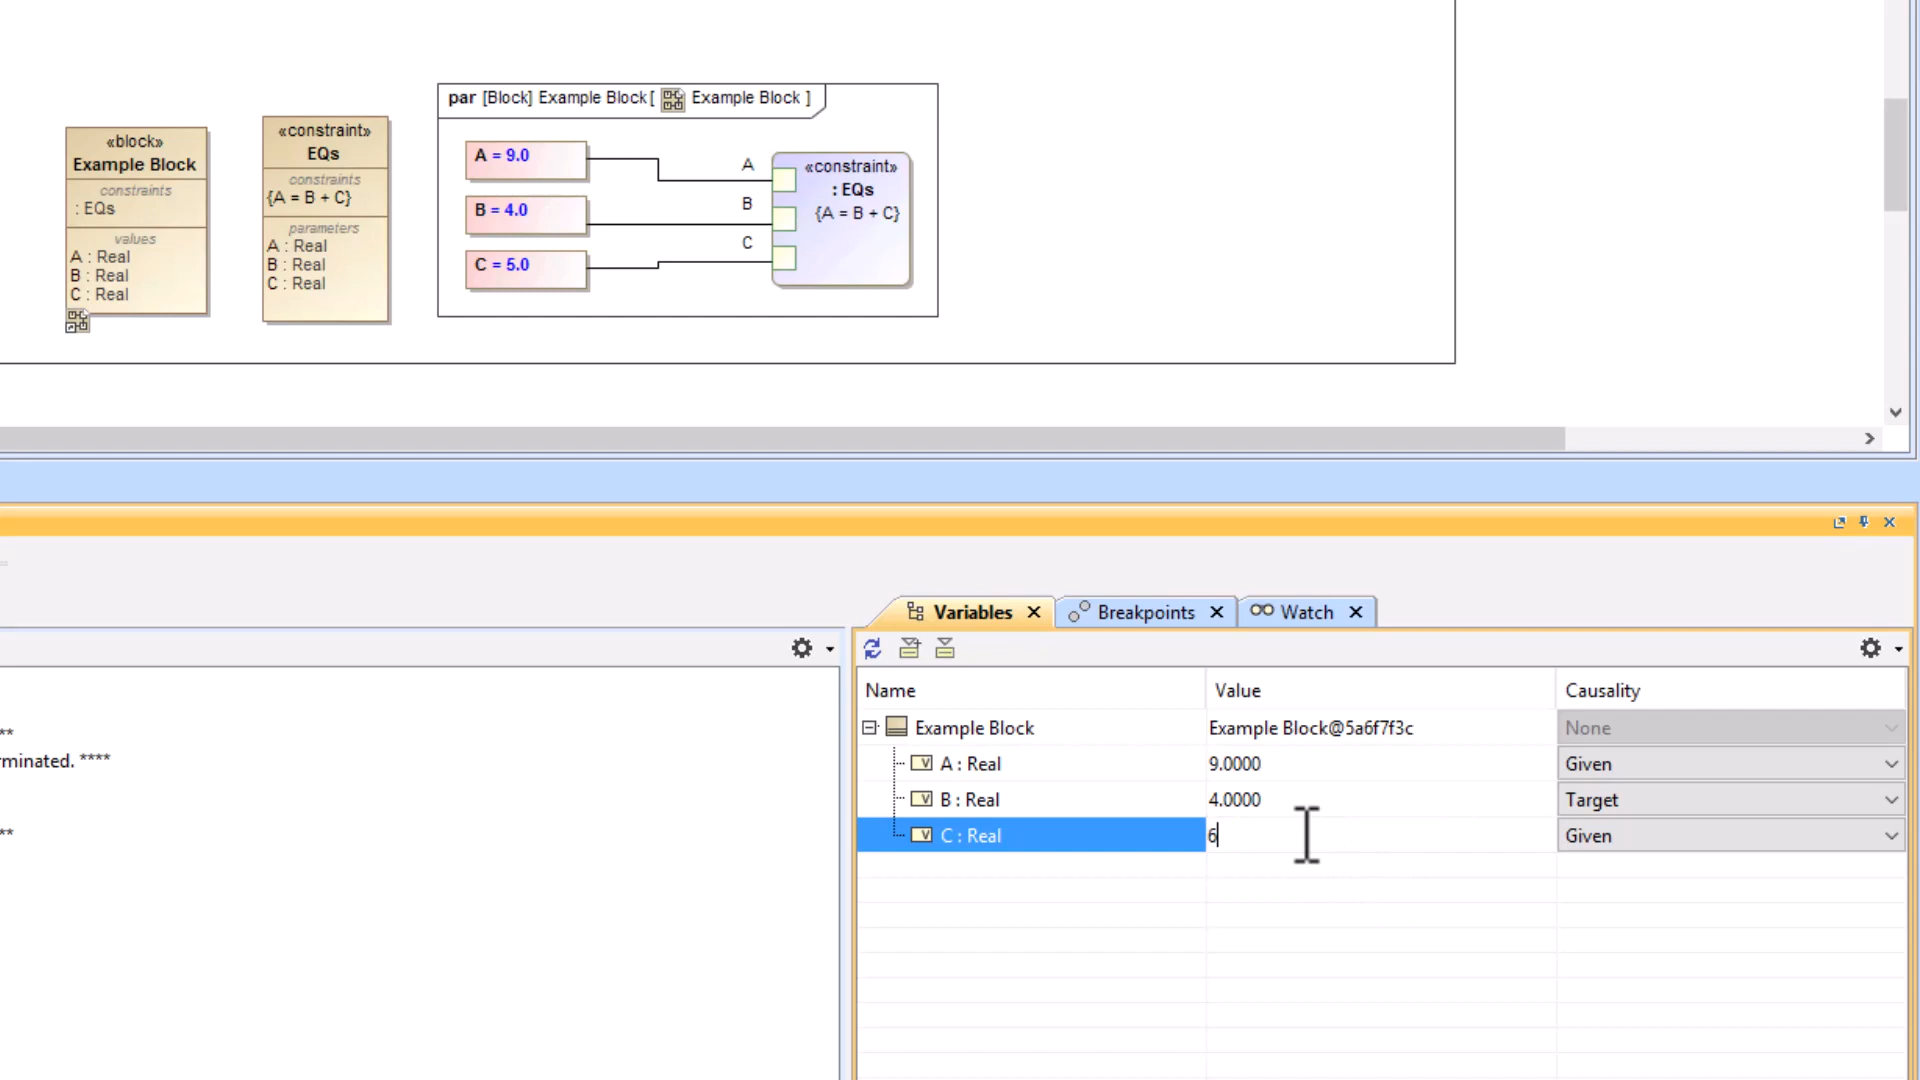 par [Block] Example Block [ Example Block ]
«block»
Example Block
constraints
: EQs
values
A : Real
B : Real
C : Real
«constraint»
EQs
constraints
{A = B + C}
parameters
A : Real
B : Real
C : Real
A = 9.0
B = 4.0
C = 5.0
A
B
C
«constraint»
: EQs
{A = B + C}
Variables
Breakpoints
Watch
Name Value Causality
Example Block Example Block@5a6f7f3c None
A : Real 9.0000 Given
B : Real 4.0000 Target
C : Real 6 Given
**
rminated. ****
**